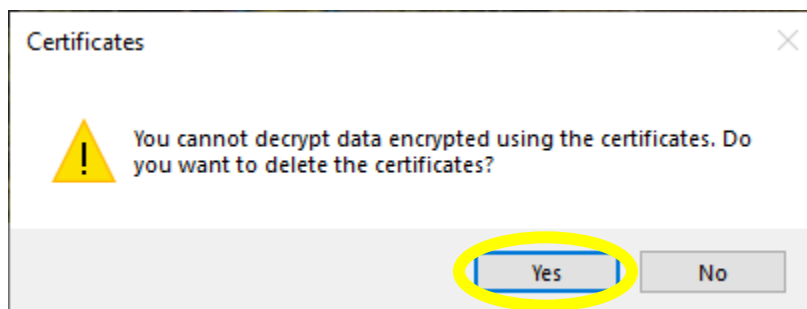 Certificates
You cannot decrypt data encrypted using the certificates. Do
you want to delete the certificates?
Yes
No